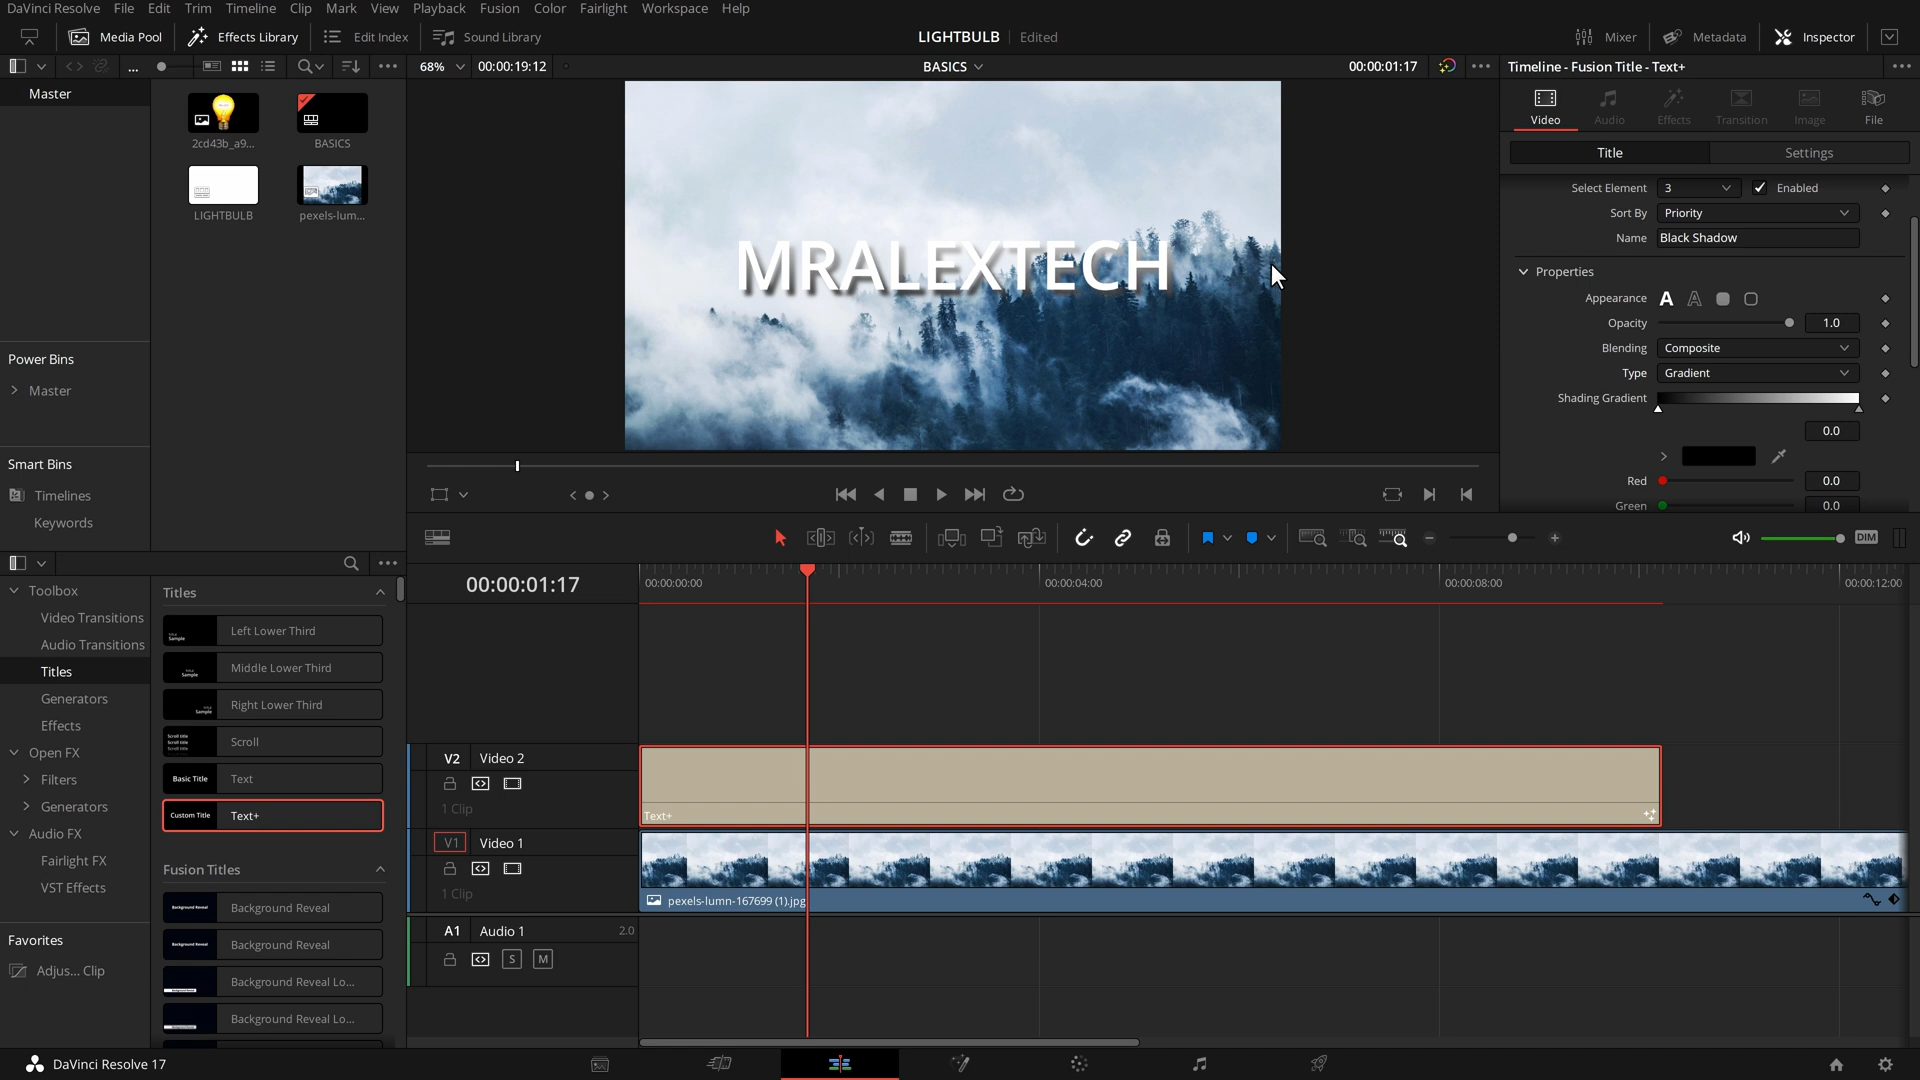 DaVinci Resolve File Edit Trim Timeline Clip Mark View Playback Fusion Color Fairlight Workspace Help
Media Pool Effects Library Edit Index Sound Library LIGHTBULB Edited Mixer Metadata Inspector
68% 00:00:19:12 BASICS 00:00:01:17 Timeline - Fusion Title - Text+
Master
2cd43b_a9... BASICS
LIGHTBULB pexels-lum...
Power Bins
Master
Smart Bins
Timelines
Keywords
MRALEXTECH
Video Audio Effects Transition Image File
Title Settings
Select Element 3 Enabled
Sort By Priority
Name Black Shadow
Properties
Appearance A A
Opacity 1.0
Blending Composite
Type Gradient
Shading Gradient
0.0
Red 0.0
Green 0.0
DIM
Toolbox
Video Transitions
Audio Transitions
Titles
Generators
Effects
Open FX
Filters
Generators
Audio FX
Fairlight FX
VST Effects
Favorites
Adjus... Clip
Titles
Left Lower Third
Middle Lower Third
Right Lower Third
Scroll
Basic Title Text
Custom Title Text+
Fusion Titles
Background Reveal
Background Reveal
Background Reveal Lo...
Background Reveal Lo...
00:00:01:17 00:00:00:00 00:00:04:00 00:00:08:00 00:00:12:00
V2 Video 2
1 Clip
Text+
V1 Video 1
1 Clip
pexels-lumn-167699 (1).jpg
A1 Audio 1 2.0
S M
DaVinci Resolve 17